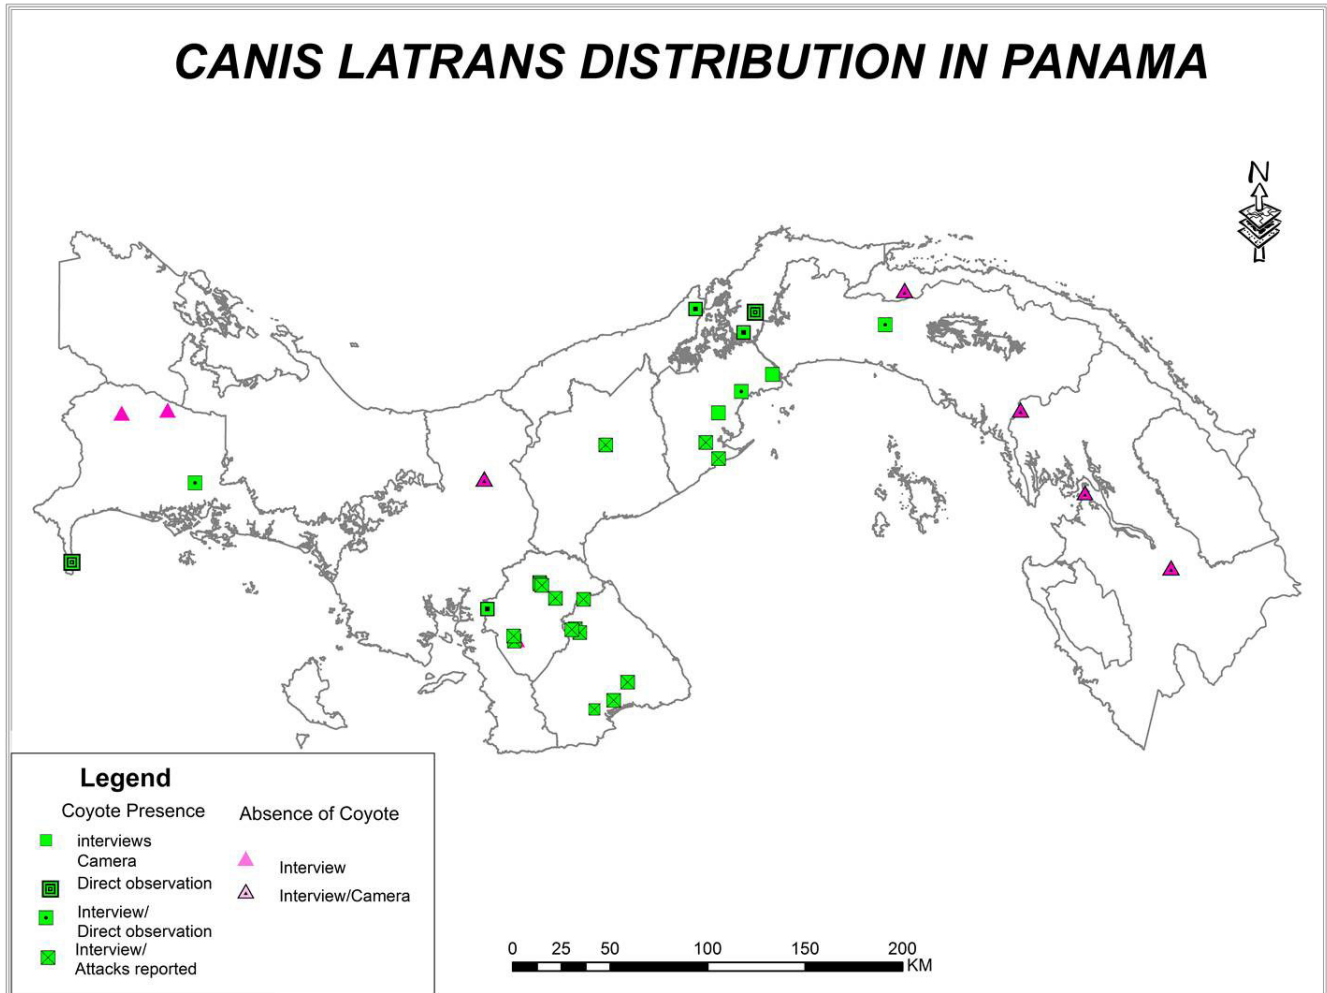 CANIS LATRANS DISTRIBUTION IN PANAMA
N
Legend
Coyote Presence
interviews
Camera
Direct observation
Interview/
Direct observation
Interview/
Attacks reported
Absence of Coyote
Interview
Interview/Camera
0 25 50 100 150 200
KM